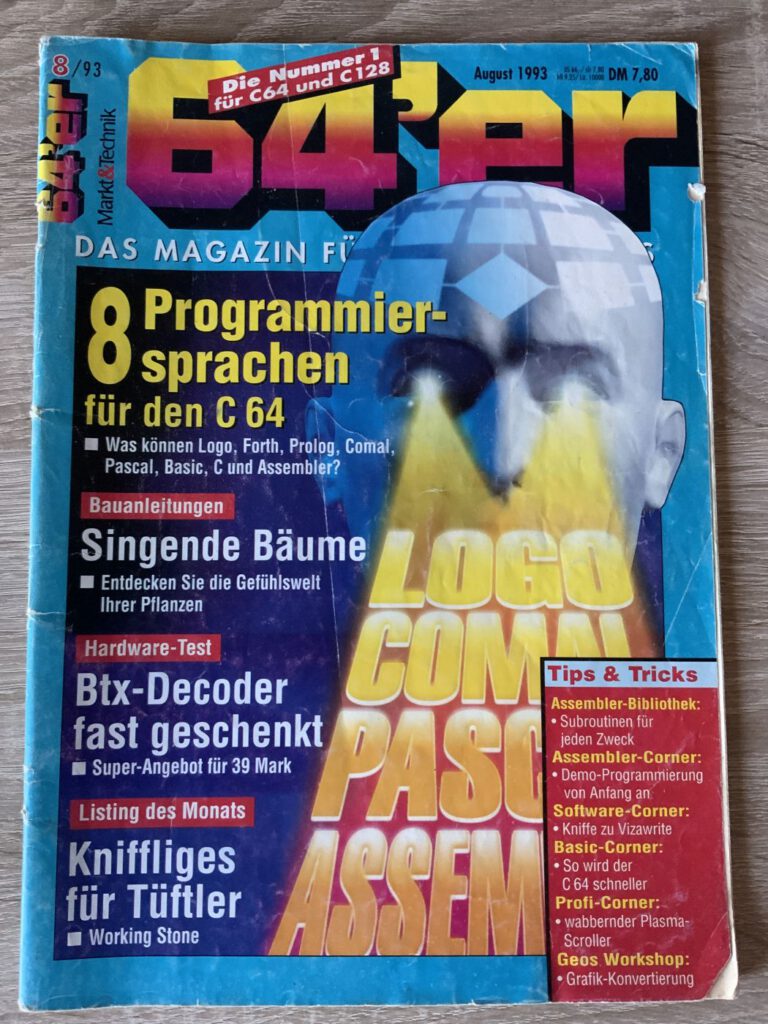 8/93
64'er
Markt&Technik
Die Nummer 1
für C64 und C128
August 1993
DM 7,80
64'er
DAS MAGAZIN FÜ
S
8 Programmier-
sprachen
für den C 64
■ Was können Logo, Forth, Prolog, Comal,
Pascal, Basic, C und Assembler?
Bauanleitungen
Singende Bäume
■ Entdecken Sie die Gefühlswelt
Ihrer Pflanzen
Hardware-Test
Btx-Decoder
fast geschenkt
■ Super-Angebot für 39 Mark
Listing des Monats
Kniffliges
für Tüftler
■ Working Stone
LOGO
COMAL
PASC
ASSEM
Tips & Tricks
Assembler-Bibliothek:
• Subroutinen für
jeden Zweck
Assembler-Corner:
• Demo-Programmierung
von Anfang an
Software-Corner:
• Kniffe zu Vizawrite
Basic-Corner:
• So wird der
C 64 schneller
Profi-Corner:
• wabbernder Plasma-
Scroller
Geos Workshop:
• Grafik-Konvertierung